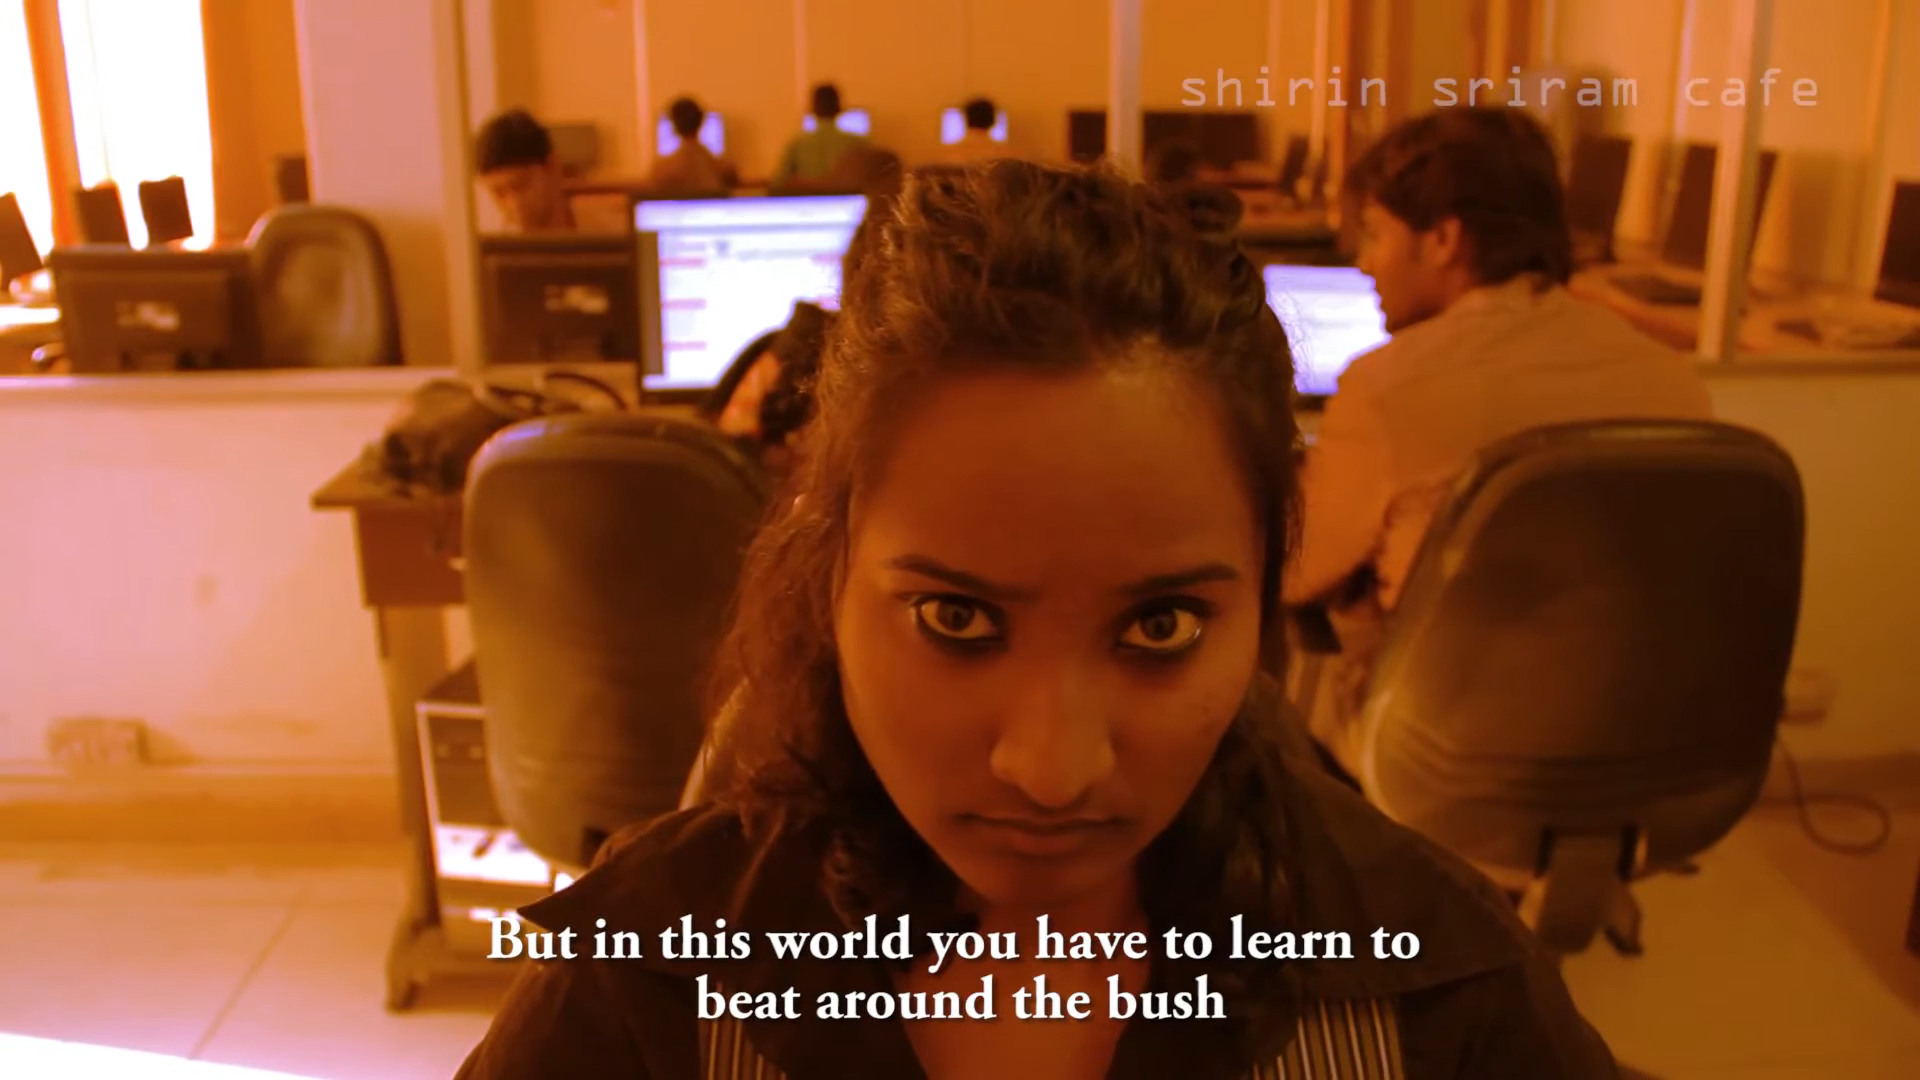 shirin sriram cafe
But in this world you have to learn to
beat around the bush